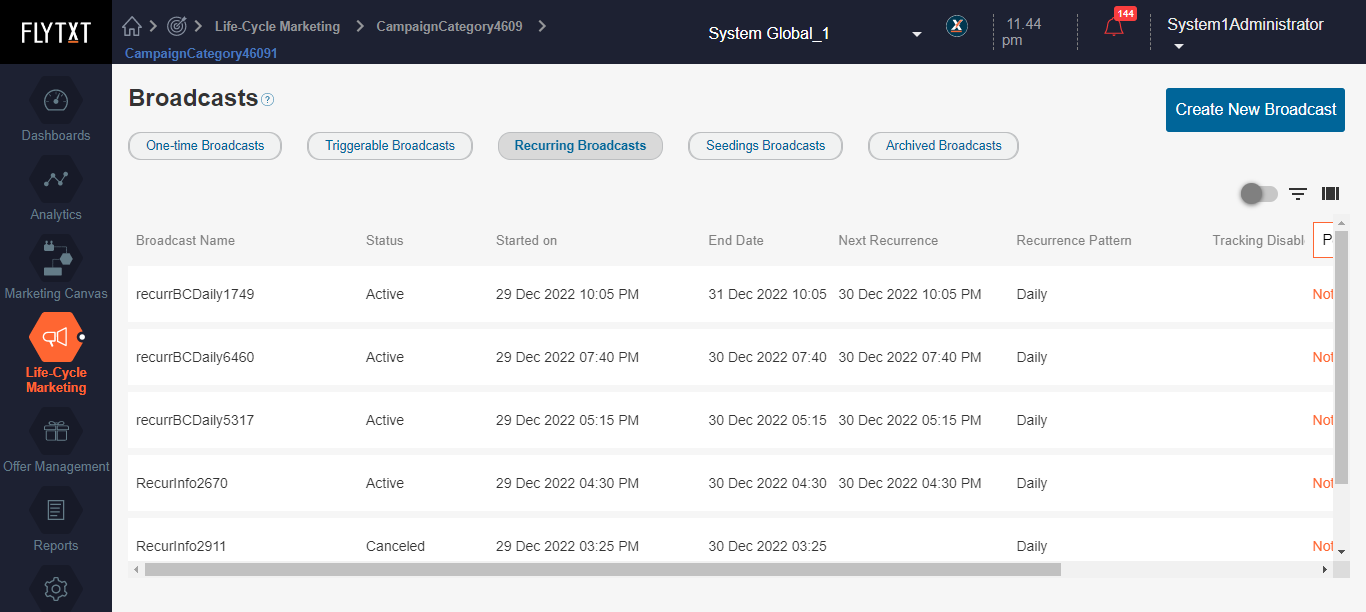 FLYTXT
Life-Cycle Marketing
CampaignCategory4609
CampaignCategory46091
System Global_1
X
11.44
pm
144
System1Administrator
Dashboards
Analytics
Marketing Canvas
Life-Cycle
Marketing
Offer Management
Reports
Broadcasts ?
Create New Broadcast
One-time Broadcasts
Triggerable Broadcasts
Recurring Broadcasts
Seedings Broadcasts
Archived Broadcasts
Broadcast Name Status Started on End Date Next Recurrence Recurrence Pattern Tracking Disabl P
recurrBCDaily1749 Active 29 Dec 2022 10:05 PM 31 Dec 2022 10:05 30 Dec 2022 10:05 PM Daily Not
recurrBCDaily6460 Active 29 Dec 2022 07:40 PM 30 Dec 2022 07:40 30 Dec 2022 07:40 PM Daily Not
recurrBCDaily5317 Active 29 Dec 2022 05:15 PM 30 Dec 2022 05:15 30 Dec 2022 05:15 PM Daily Not
RecurInfo2670 Active 29 Dec 2022 04:30 PM 30 Dec 2022 04:30 30 Dec 2022 04:30 PM Daily Not
RecurInfo2911 Canceled 29 Dec 2022 03:25 PM 30 Dec 2022 03:25 Daily Not